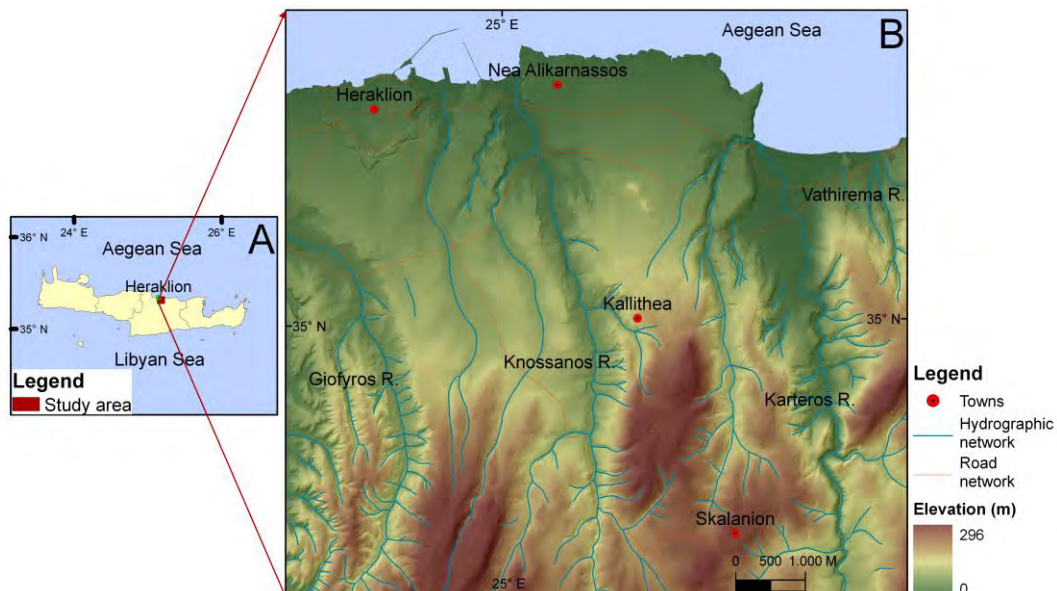 A
24° E
26° E
36° N
Aegean Sea
Heraklion
35° N
Libyan Sea
Legend
Study area
B
25° E
Aegean Sea
Nea Alikarnassos
Heraklion
Vathirema R.
Kallithea
35° N
35° N
Knossanos R.
Giofyros R.
Karteros R.
Skalanion
0 500 1.000 M
25° E
Legend
Towns
Hydrographic
network
Road
network
Elevation (m)
296
0